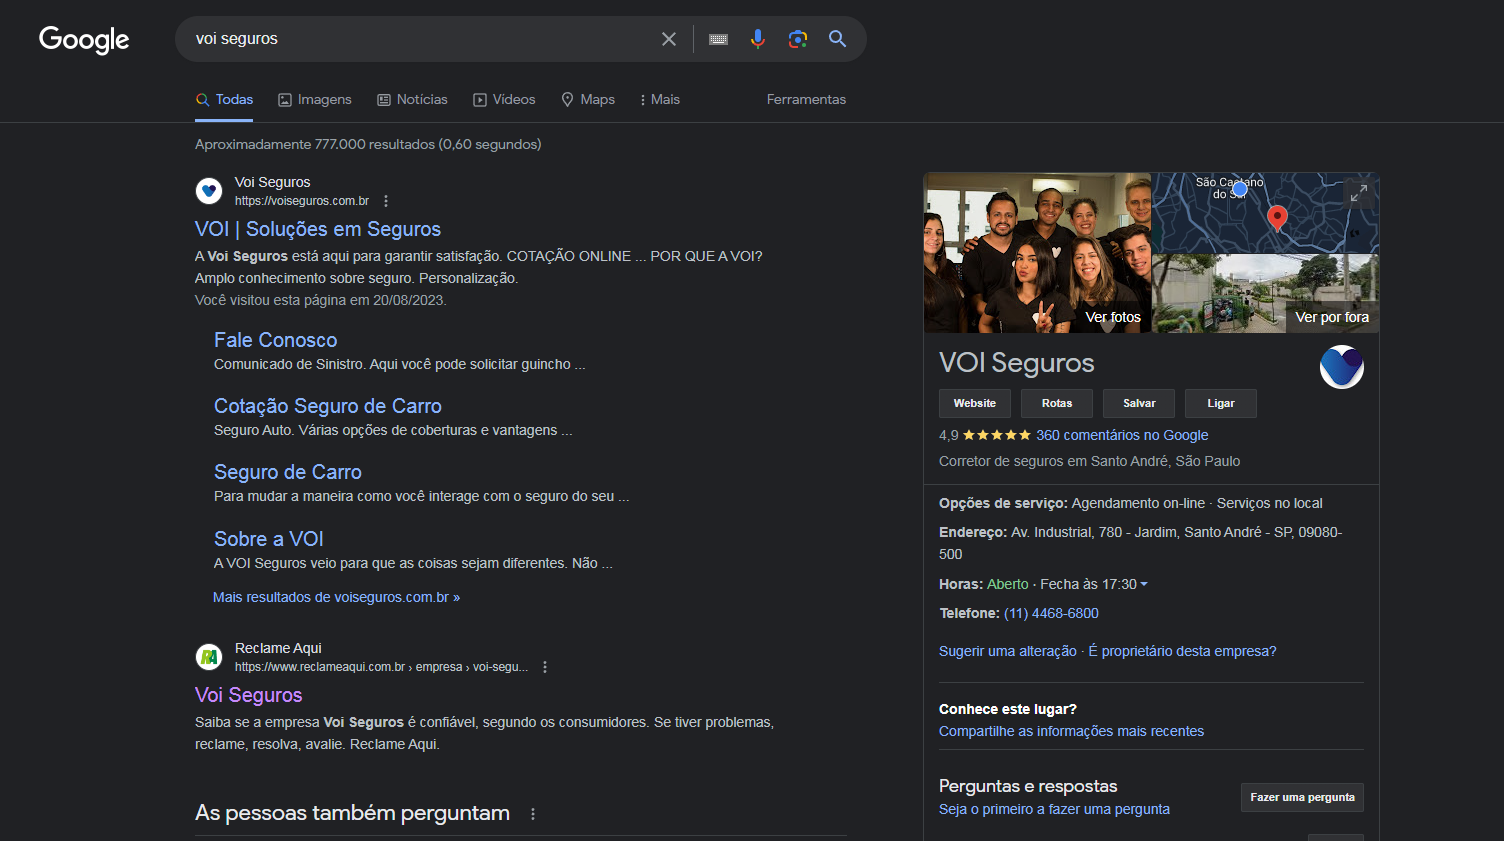 Google
voi seguros
Todas
Imagens
Notícias
Vídeos
Maps
Mais
Ferramentas
Aproximadamente 777.000 resultados (0,60 segundos)
Voi Seguros
https://voiseguros.com.br
VOI | Soluções em Seguros
A Voi Seguros está aqui para garantir satisfação. COTAÇÃO ONLINE ... POR QUE A VOI?
Amplo conhecimento sobre seguro. Personalização.
Você visitou esta página em 20/08/2023.
Fale Conosco
Comunicado de Sinistro. Aqui você pode solicitar guincho ...
Cotação Seguro de Carro
Seguro Auto. Várias opções de coberturas e vantagens ...
Seguro de Carro
Para mudar a maneira como você interage com o seguro do seu ...
Sobre a VOI
A VOI Seguros veio para que as coisas sejam diferentes. Não ...
Mais resultados de voiseguros.com.br »
RA
Reclame Aqui
https://www.reclameaqui.com.br › empresa › voi-segu...
Voi Seguros
Saiba se a empresa Voi Seguros é confiável, segundo os consumidores. Se tiver problemas,
reclame, resolva, avalie. Reclame Aqui.
As pessoas também perguntam
São Caetano
do Sul
Ver fotos
Ver por fora
VOI Seguros
Website
Rotas
Salvar
Ligar
4,9 ★★★★★ 360 comentários no Google
Corretor de seguros em Santo André, São Paulo
Opções de serviço: Agendamento on-line · Serviços no local
Endereço: Av. Industrial, 780 - Jardim, Santo André - SP, 09080-
500
Horas: Aberto · Fecha às 17:30
Telefone: (11) 4468-6800
Sugerir uma alteração · É proprietário desta empresa?
Conhece este lugar?
Compartilhe as informações mais recentes
Perguntas e respostas
Seja o primeiro a fazer uma pergunta
Fazer uma pergunta